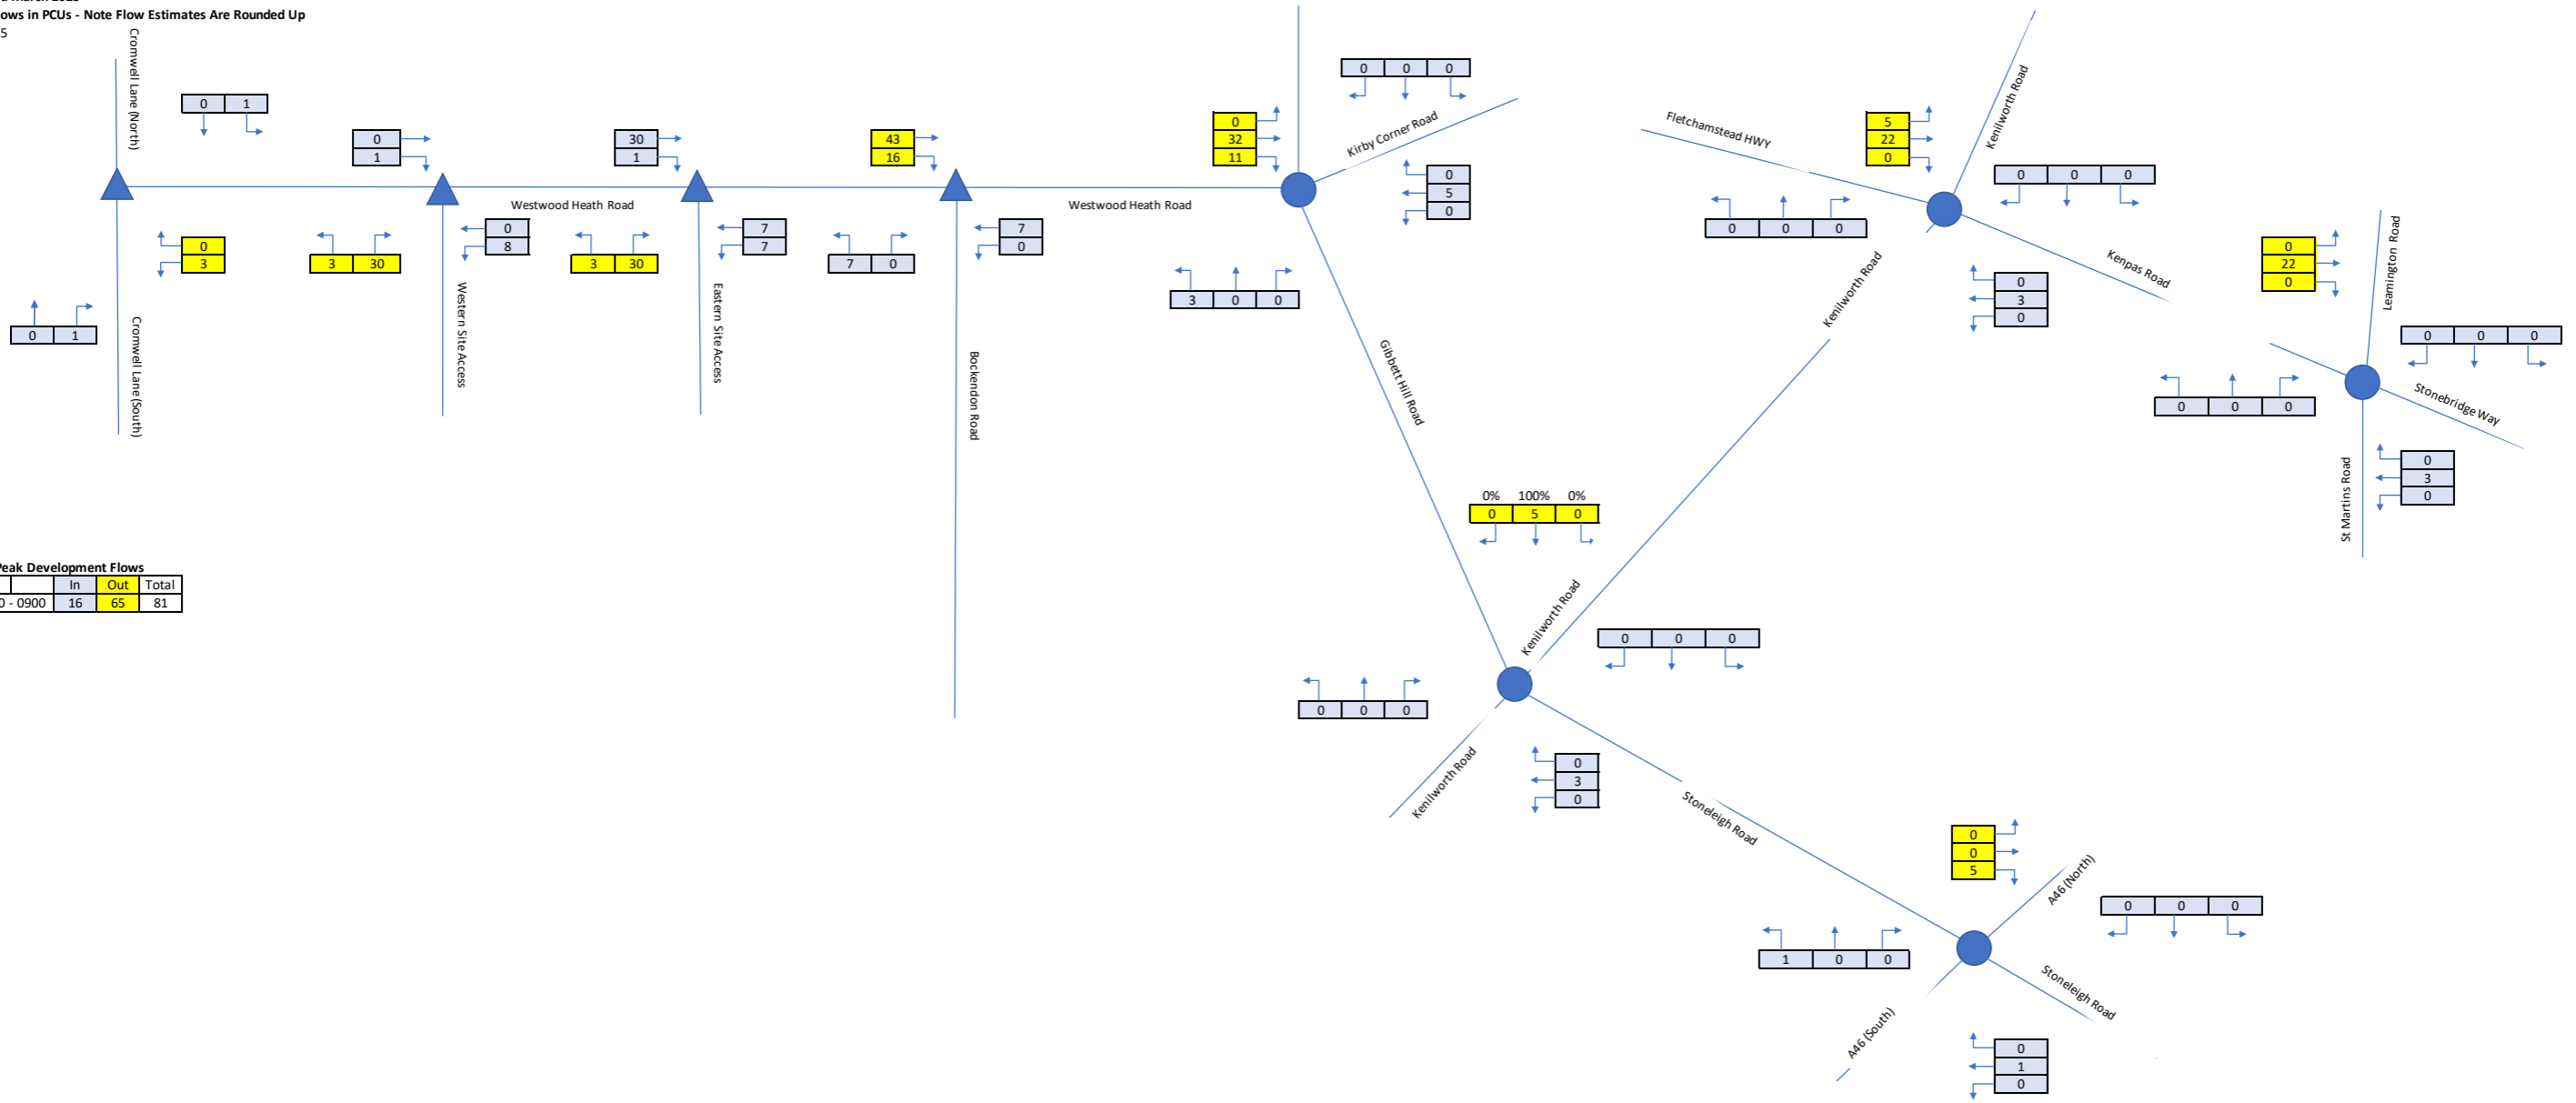 ows in PCUs - Note Flow Estimates Are Rounded Up
5
Cromwell Lane (North)
0 1
0
1
30
1
43
16
0
32
11
0 0 0
Kirby Corner Road
0
5
0
Westwood Heath Road
Westwood Heath Road
0
3
3 30
0
8
3 30
7
7
7 0
7
0
3 0 0
0 1
Cromwell Lane (South)
Western Site Access
Eastern Site Access
Bockendon Road
Gibbett Hill Road
Fletchamstead HWY
5
22
0
Kenilworth Road
0 0 0
0 0 0
Kenilworth Road
Kenpas Road
0
3
0
0
22
0
Leamington Road
0 0 0
0 0 0
Stonebridge Way
St Martins Road
0
3
0
0% 100% 0%
0 5 0
Kenilworth Road
0 0 0
0 0 0
Kenilworth Road
0
3
0
Stoneleigh Road
0
0
5
A46 (North)
0 0 0
1 0 0
Stoneleigh Road
A46 (South)
0
1
0
Peak Development Flows
In Out Total
0 - 0900 16 65 81